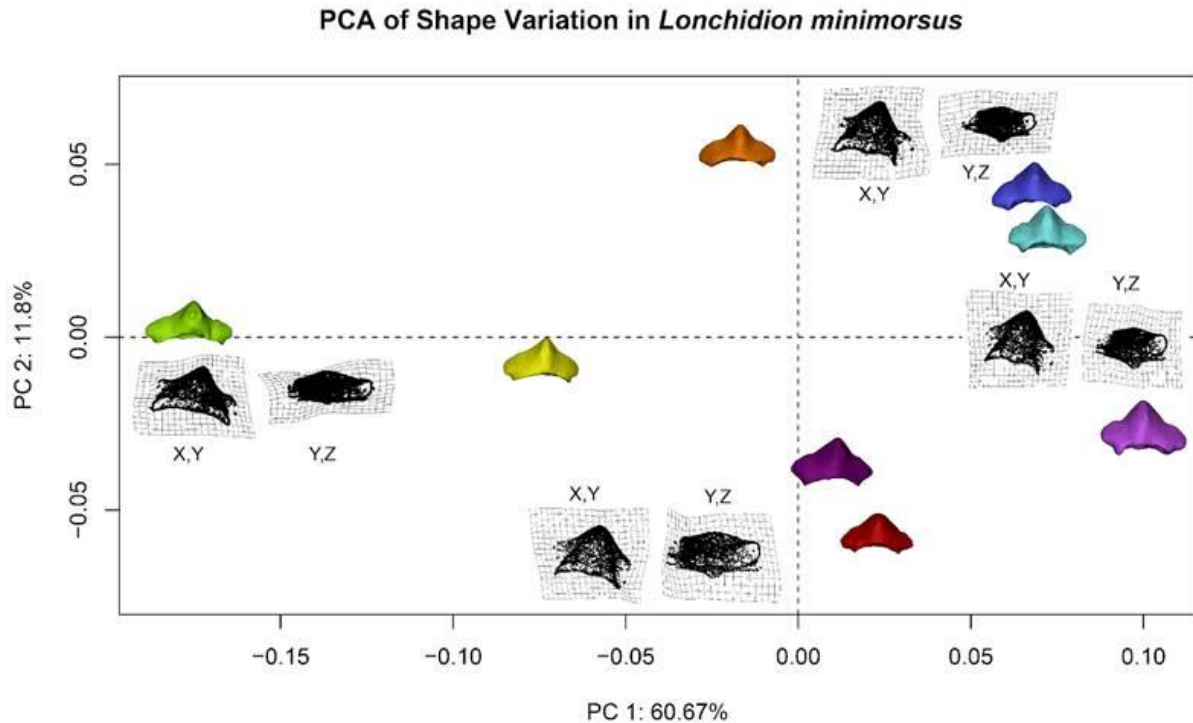 PCA of Shape Variation in Lonchidion minimorsus
X,Y
Y,Z
X,Y
Y,Z
X,Y
Y,Z
X,Y
Y,Z
PC 2: 11.8%
0.05
0.00
−0.05
−0.15
−0.10
−0.05
0.00
0.05
0.10
PC 1: 60.67%